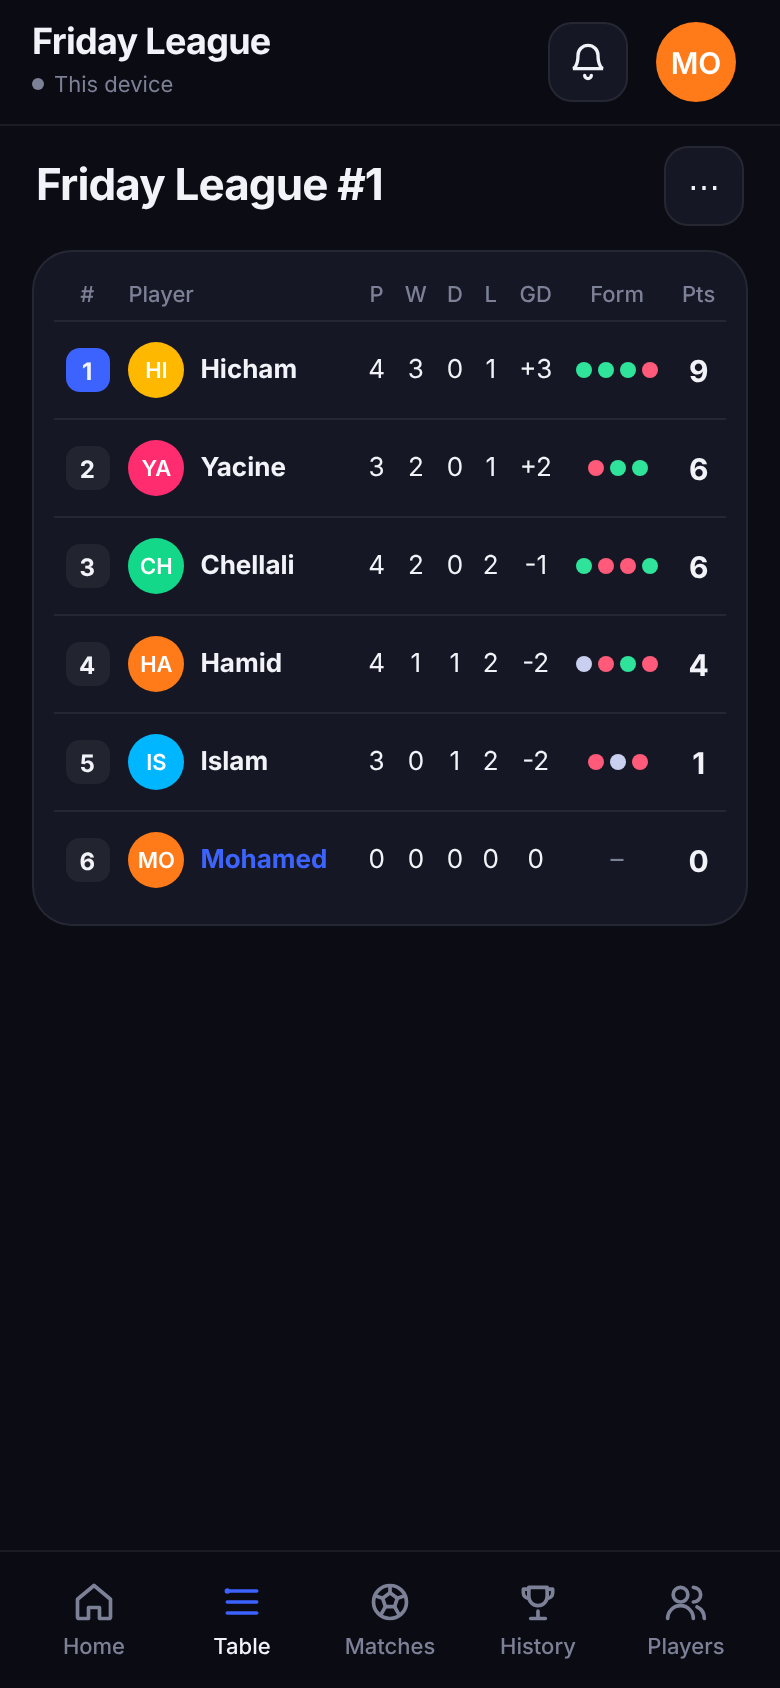 Friday League
This device
MO
Friday League #1
...
# Player P W D L GD Form Pts
1 HI Hicham 4 3 0 1 +3 9
2 YA Yacine 3 2 0 1 +2 6
3 CH Chellali 4 2 0 2 -1 6
4 HA Hamid 4 1 1 2 -2 4
5 IS Islam 3 0 1 2 -2 1
6 MO Mohamed 0 0 0 0 0 – 0
Home Table Matches History Players